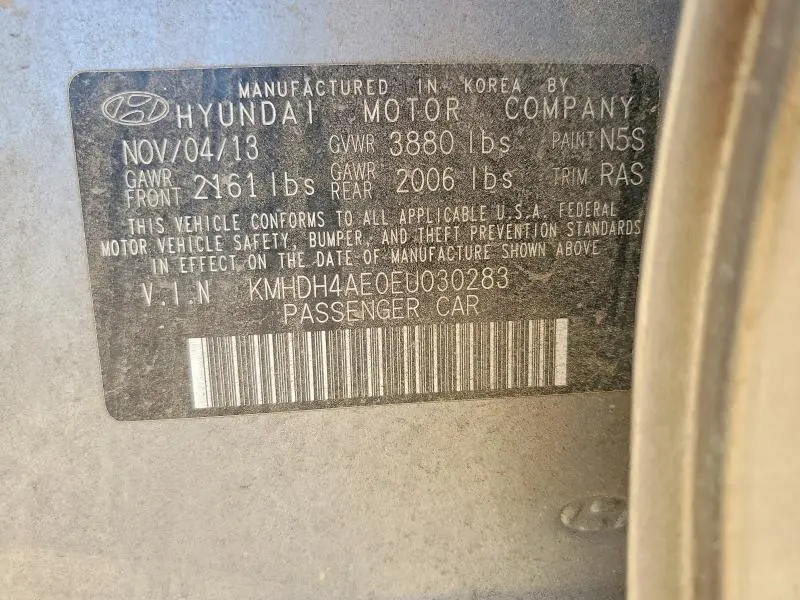 MANUFACTURED IN KOREA BY
HYUNDAI MOTOR COMPANY
NOV/04/13 GVWR 3880 lbs PAINT N5S
GAWR FRONT 2161 lbs GAWR REAR 2006 lbs TRIM RAS
THIS VEHICLE CONFORMS TO ALL APPLICABLE U.S.A. FEDERAL
MOTOR VEHICLE SAFETY, BUMPER, AND THEFT PREVENTION STANDARDS
IN EFFECT ON THE DATE OF MANUFACTURE SHOWN ABOVE
V.I.N KMHDH4AE0EU030283
PASSENGER CAR